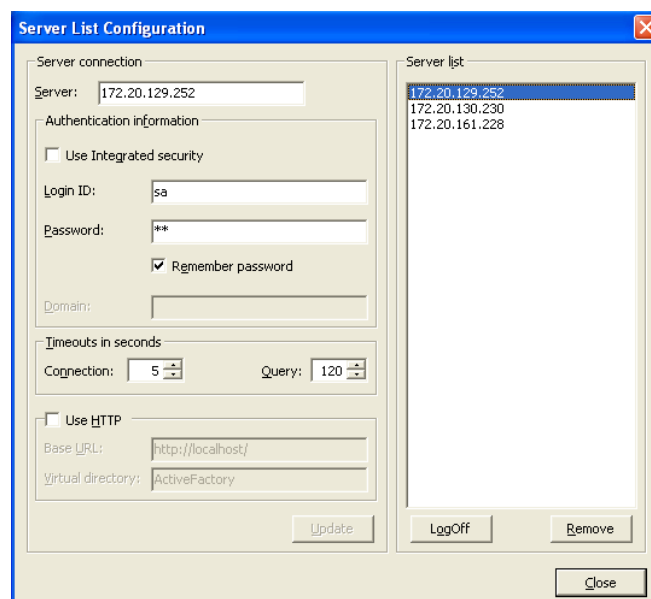 Server List Configuration
Server connection
Server: 172.20.129.252
Authentication information
Use Integrated security
Login ID: sa
Password: **
Remember password
Domain:
Timeouts in seconds
Connection: 5 Query: 120
Use HTTP
Base URL: http://localhost/
Virtual directory: ActiveFactory
Update
Server list
172.20.129.252
172.20.130.230
172.20.161.228
LogOff Remove
Close